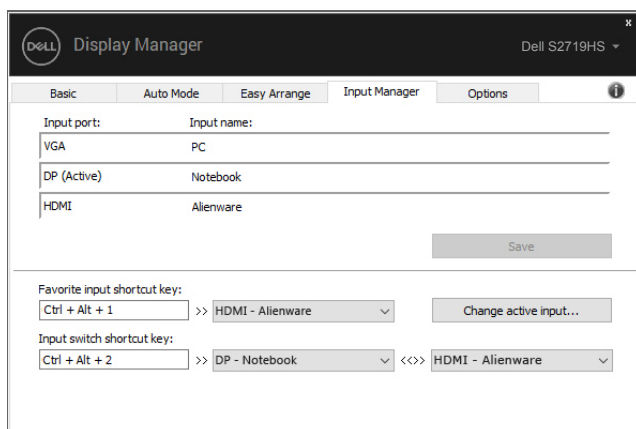 x
DELL Display Manager Dell S2719HS
Basic Auto Mode Easy Arrange Input Manager Options i
Input port: Input name:
VGA PC
DP (Active) Notebook
HDMI Alienware
Save
Favorite input shortcut key:
Ctrl + Alt + 1 >> HDMI - Alienware Change active input...
Input switch shortcut key:
Ctrl + Alt + 2 >> DP - Notebook <<>> HDMI - Alienware